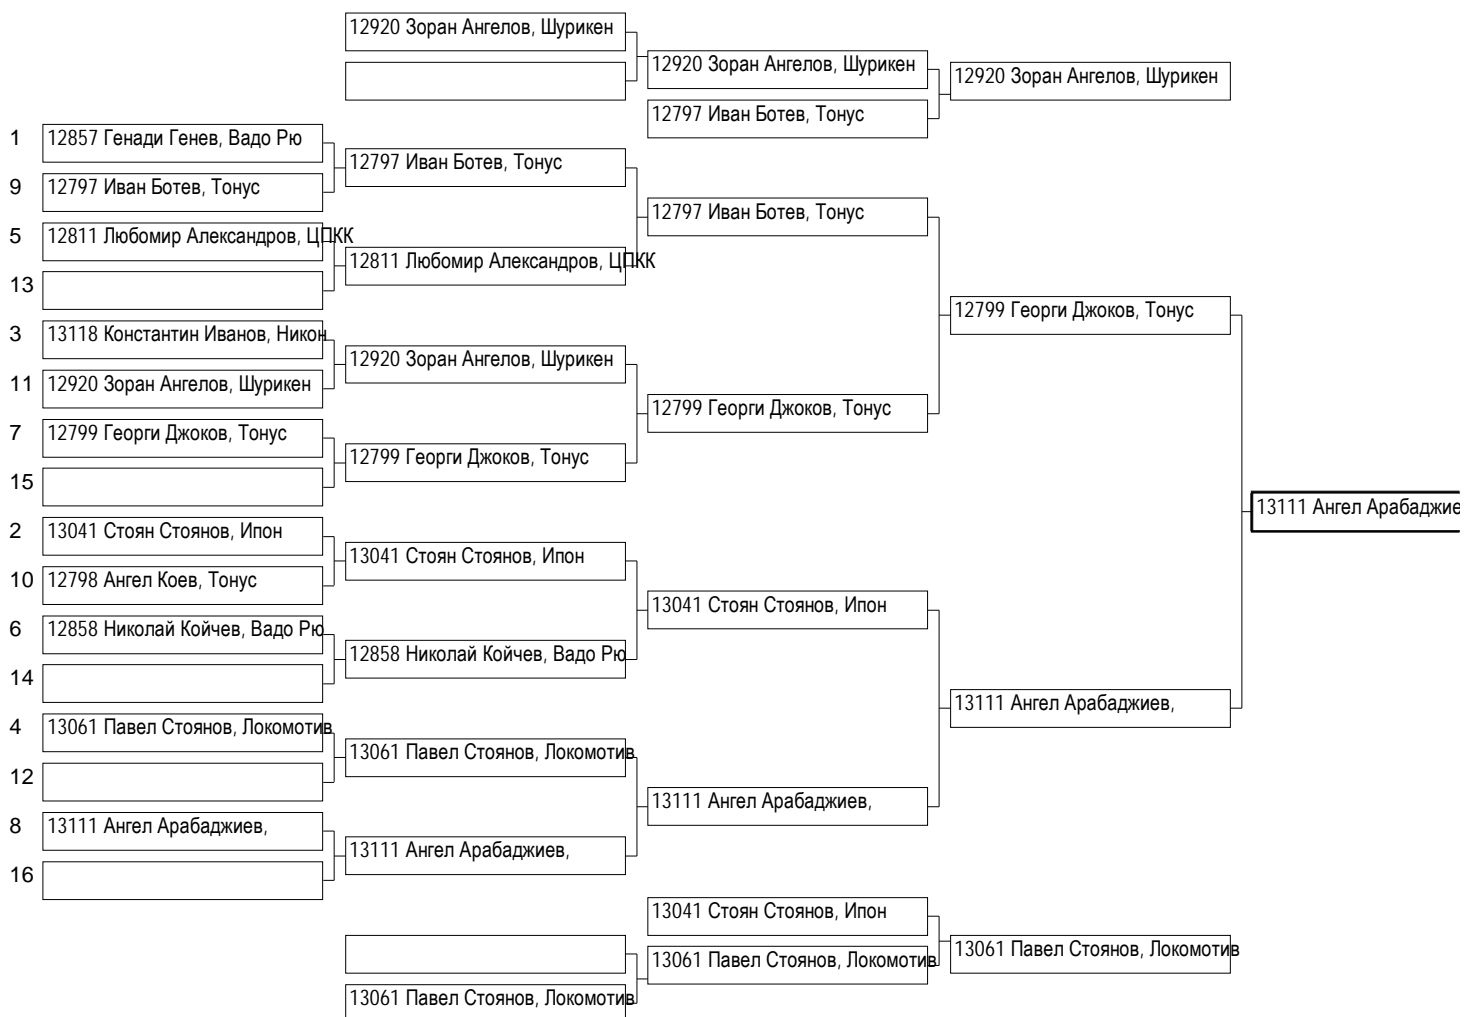 12920 Зоран Ангелов, Шурикен
12920 Зоран Ангелов, Шурикен
12920 Зоран Ангелов, Шурикен
12797 Иван Ботев, Тонус
1 12857 Генади Генев, Вадо Рю
12797 Иван Ботев, Тонус
9 12797 Иван Ботев, Тонус
12797 Иван Ботев, Тонус
5 12811 Любомир Александров, ЦПКК
12811 Любомир Александров, ЦПКК
13
12799 Георги Джоков, Тонус
3 13118 Константин Иванов, Никон
12920 Зоран Ангелов, Шурикен
11 12920 Зоран Ангелов, Шурикен
12799 Георги Джоков, Тонус
7 12799 Георги Джоков, Тонус
12799 Георги Джоков, Тонус
15
13111 Ангел Арабаджие
2 13041 Стоян Стоянов, Ипон
13041 Стоян Стоянов, Ипон
10 12798 Ангел Коев, Тонус
13041 Стоян Стоянов, Ипон
6 12858 Николай Койчев, Вадо Рю
12858 Николай Койчев, Вадо Рю
14
13111 Ангел Арабаджиев,
4 13061 Павел Стоянов, Локомотив
13061 Павел Стоянов, Локомотив
12
13111 Ангел Арабаджиев,
8 13111 Ангел Арабаджиев,
13111 Ангел Арабаджиев,
16
13041 Стоян Стоянов, Ипон
13061 Павел Стоянов, Локомотив
13061 Павел Стоянов, Локомотив
13061 Павел Стоянов, Локомотив